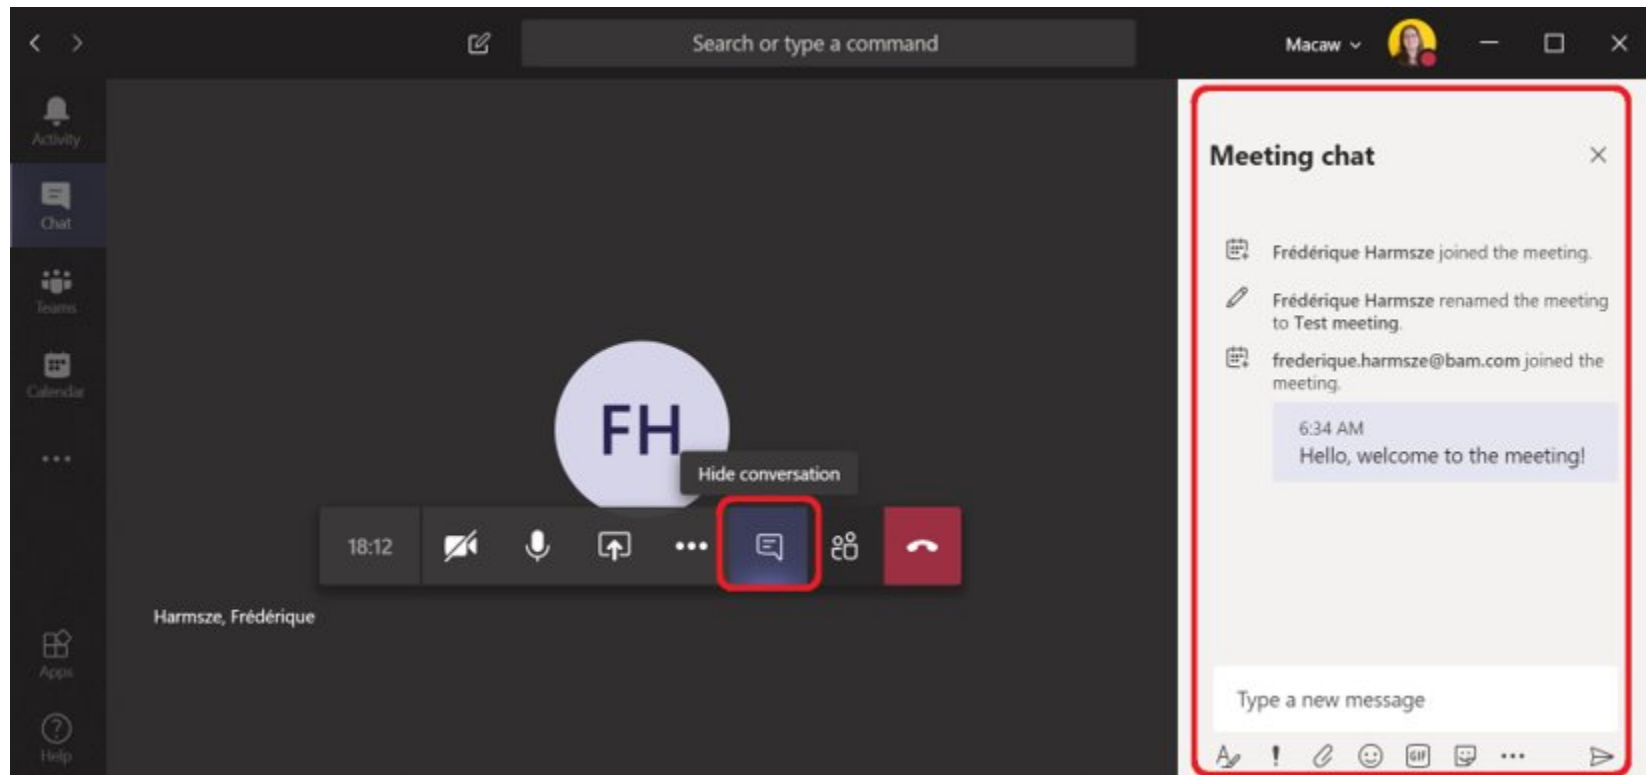 Search or type a command
Macaw
Activity
Chat
Teams
Calendar
Apps
Help
FH
Hide conversation
18:12
Harmsze, Frédérique
Meeting chat
Frédérique Harmsze joined the meeting.
Frédérique Harmsze renamed the meeting
to Test meeting.
frederique.harmsze@bam.com joined the
meeting.
6:34 AM
Hello, welcome to the meeting!
Type a new message
GIF